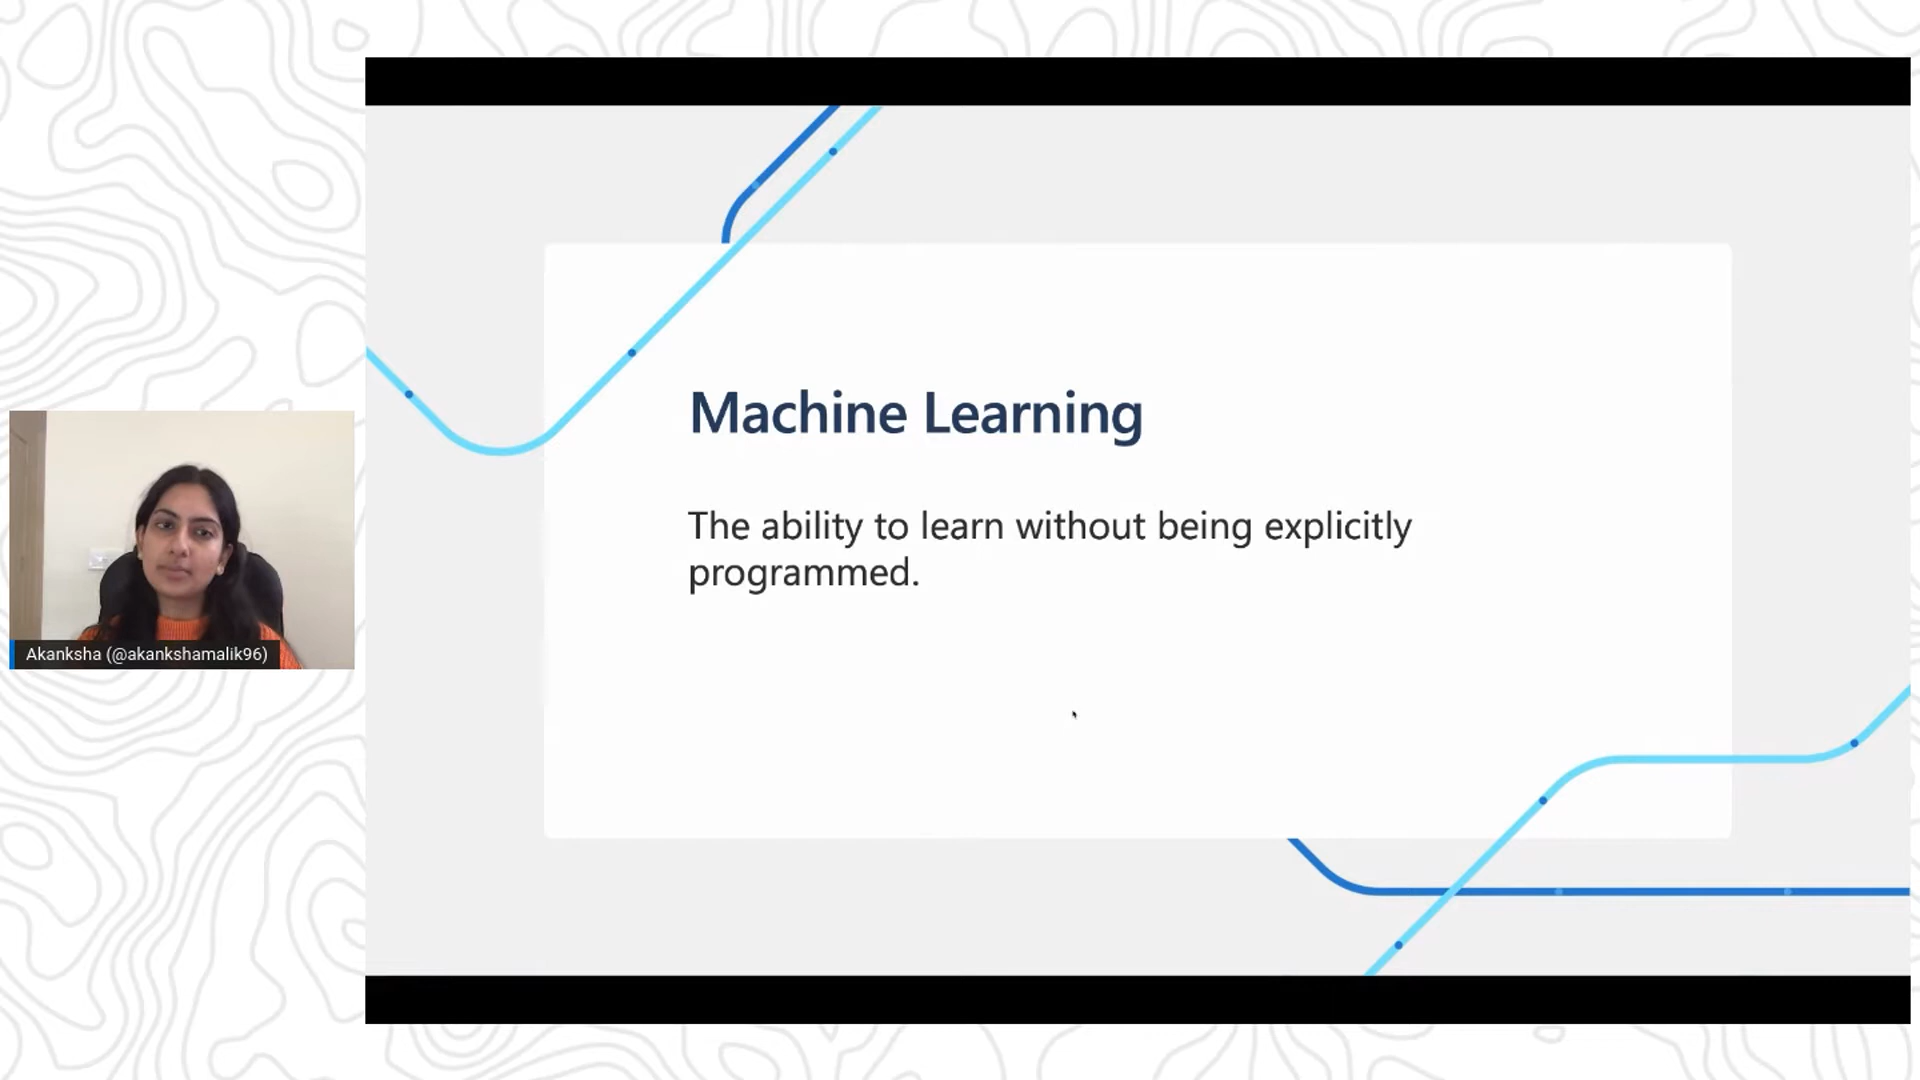 Machine Learning
The ability to learn without being explicitly
programmed.
Akanksha (@akankshamalik96)